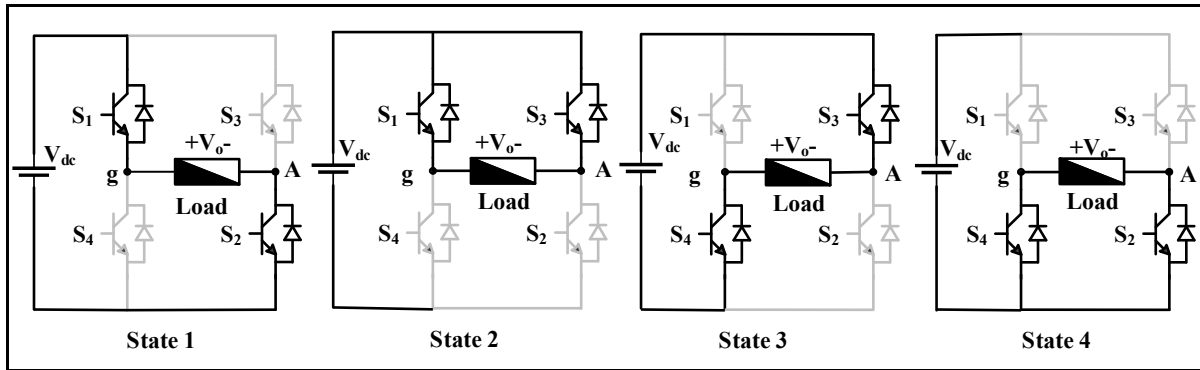 S1
S3
+Vo-
Vdc
g
A
Load
S4
S2
State 1
S1
S3
+Vo-
Vdc
g
A
Load
S4
S2
State 2
S1
S3
+Vo-
Vdc
g
A
Load
S4
S2
State 3
S1
S3
+Vo-
Vdc
g
A
Load
S4
S2
State 4